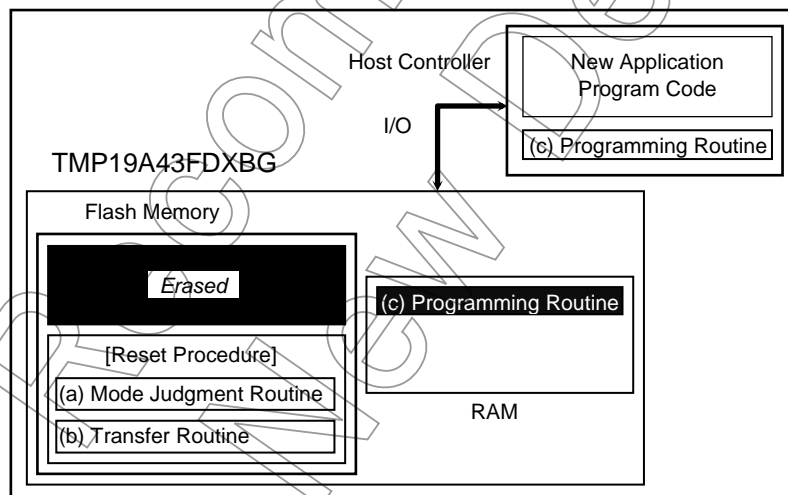 Host Controller
New Application
Program Code
I/O
(c) Programming Routine
TMP19A43FDXBG
Flash Memory
Erased
(c) Programming Routine
[Reset Procedure]
(a) Mode Judgment Routine
RAM
(b) Transfer Routine